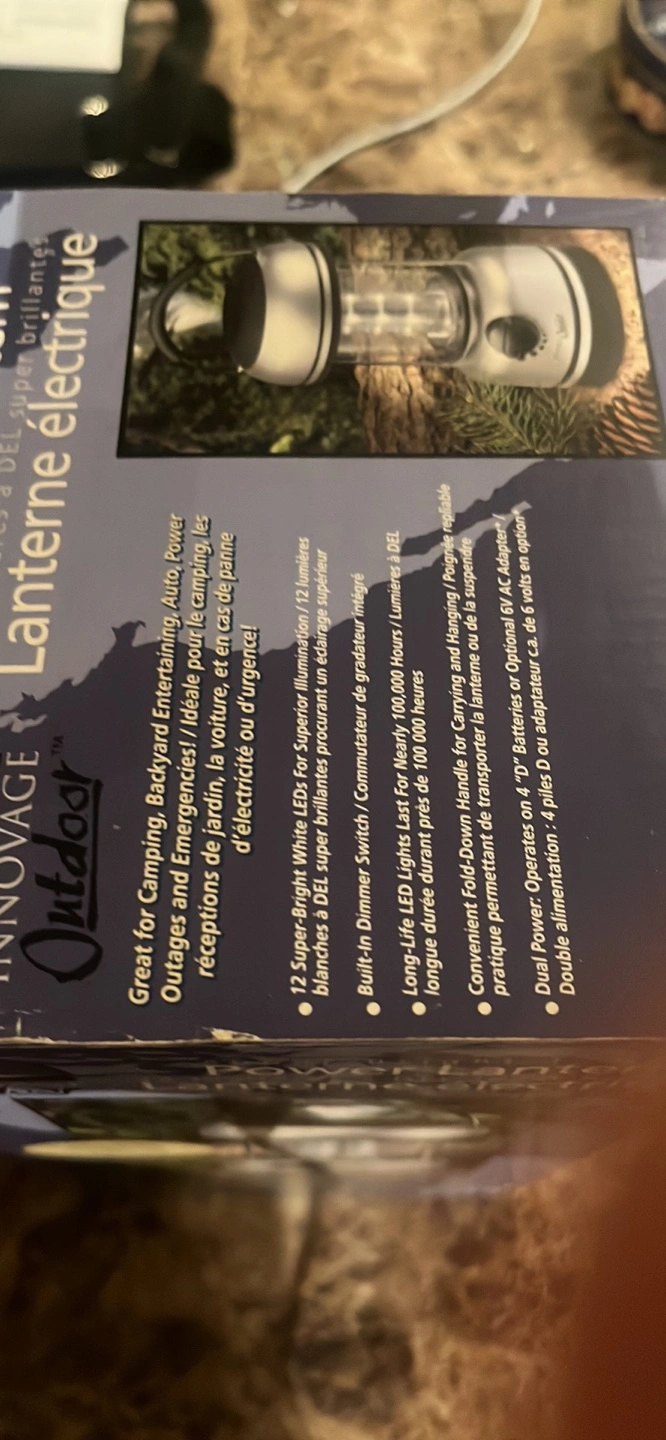 INNOVAGE
Outdoor™
à DEL super brillantes
Lanterne électrique
Great for Camping, Backyard Entertaining, Auto, Power
Outages and Emergencies! / Idéale pour le camping, les
réceptions de jardin, la voiture, et en cas de panne
d'électricité ou d'urgence!
• 12 Super-Bright White LEDs For Superior Illumination / 12 lumières
blanches à DEL super brillantes procurant un éclairage supérieur
• Built-In Dimmer Switch / Commutateur de gradateur intégré
• Long-Life LED Lights Last For Nearly 100,000 Hours / Lumières à DEL
longue durée durant près de 100 000 heures
• Convenient Fold-Down Handle for Carrying and Hanging / Poignée repliable
pratique permettant de transporter la lanterne ou de la suspendre
• Dual Power: Operates on 4 "D" Batteries or Optional 6V AC Adapter* /
Double alimentation : 4 piles D ou adaptateur c.a. de 6 volts en option*
Power